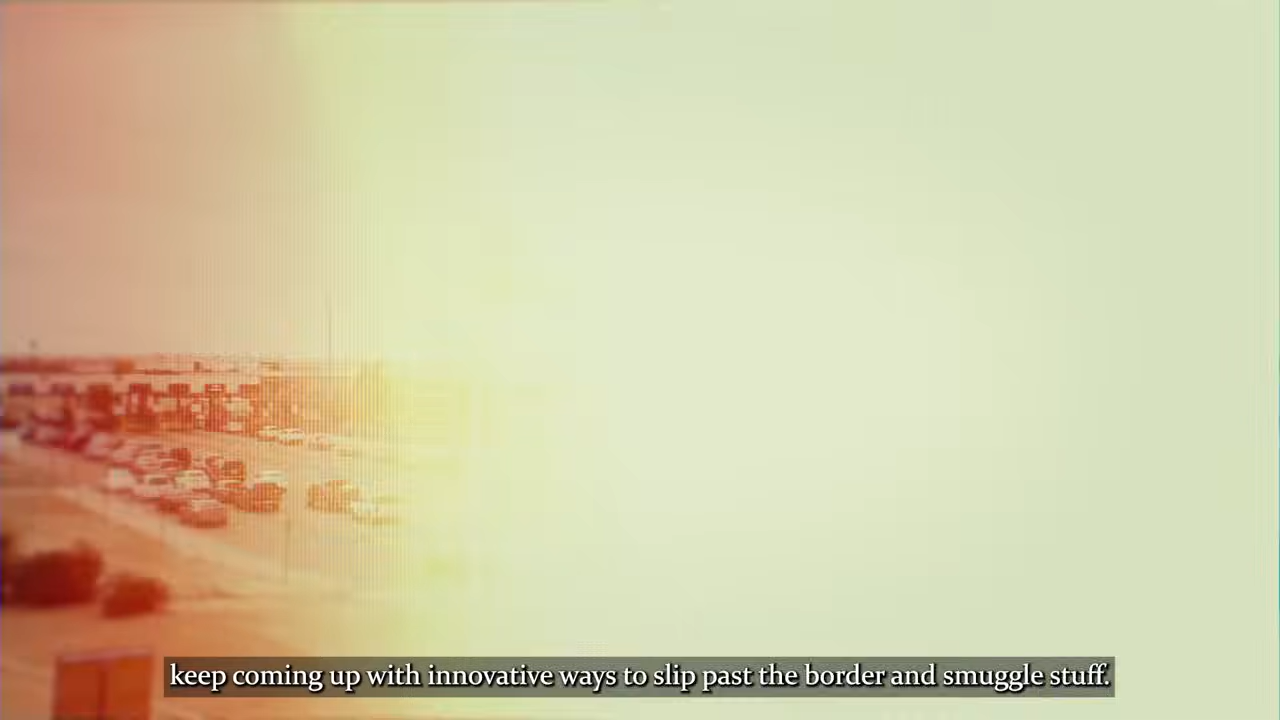 keep coming up with innovative ways to slip past the border and smuggle stuff.